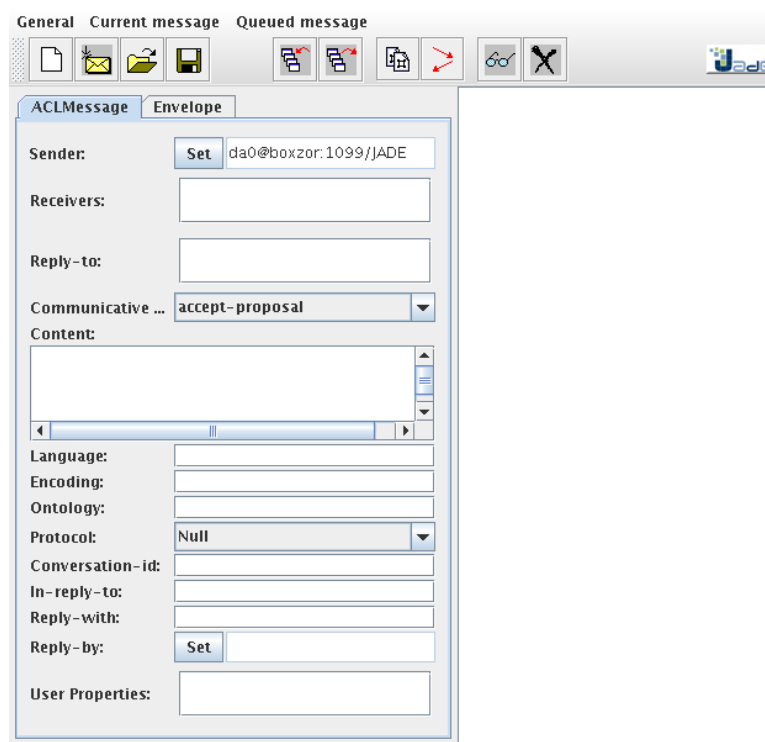 General Current message Queued message
Jade
ACLMessage Envelope
Sender: Set da0@boxzor:1099/JADE
Receivers:
Reply-to:
Communicative ... accept-proposal
Content:
Language:
Encoding:
Ontology:
Protocol: Null
Conversation-id:
In-reply-to:
Reply-with:
Reply-by: Set
User Properties: